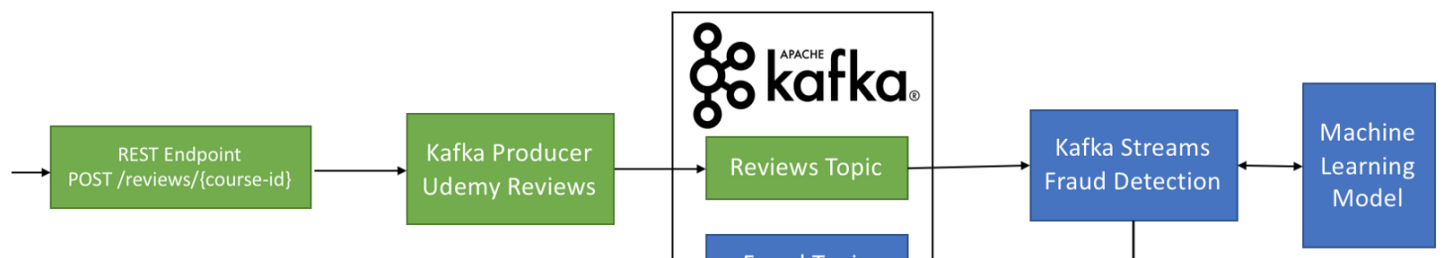 APACHE
kafka®
REST Endpoint
POST /reviews/{course-id}
Kafka Producer
Udemy Reviews
Reviews Topic
Kafka Streams
Fraud Detection
Machine
Learning
Model